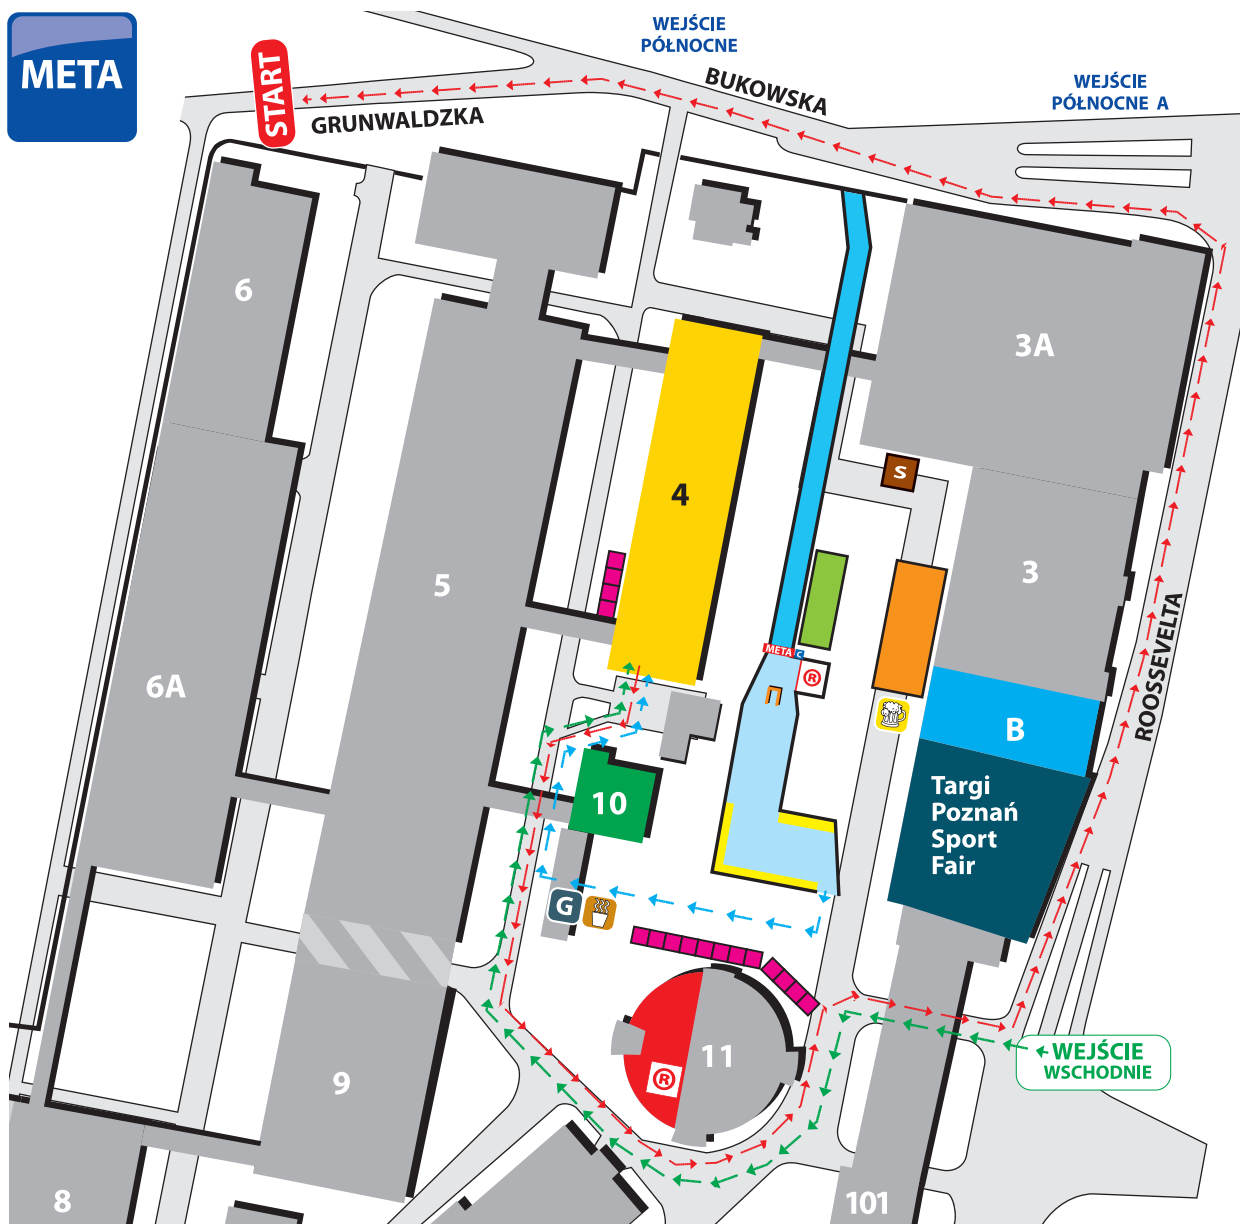 META
START
GRUNWALDZKA
WEJŚCIE
PÓŁNOCNE
BUKOWSKA
WEJŚCIE
PÓŁNOCNE A
6
3A
4
S
5
3
6A
META C
R
ROOSSEVELTA
B
10
Targi
Poznań
Sport
Fair
G
11
R
WEJŚCIE
WSCHODNIE
9
8
101